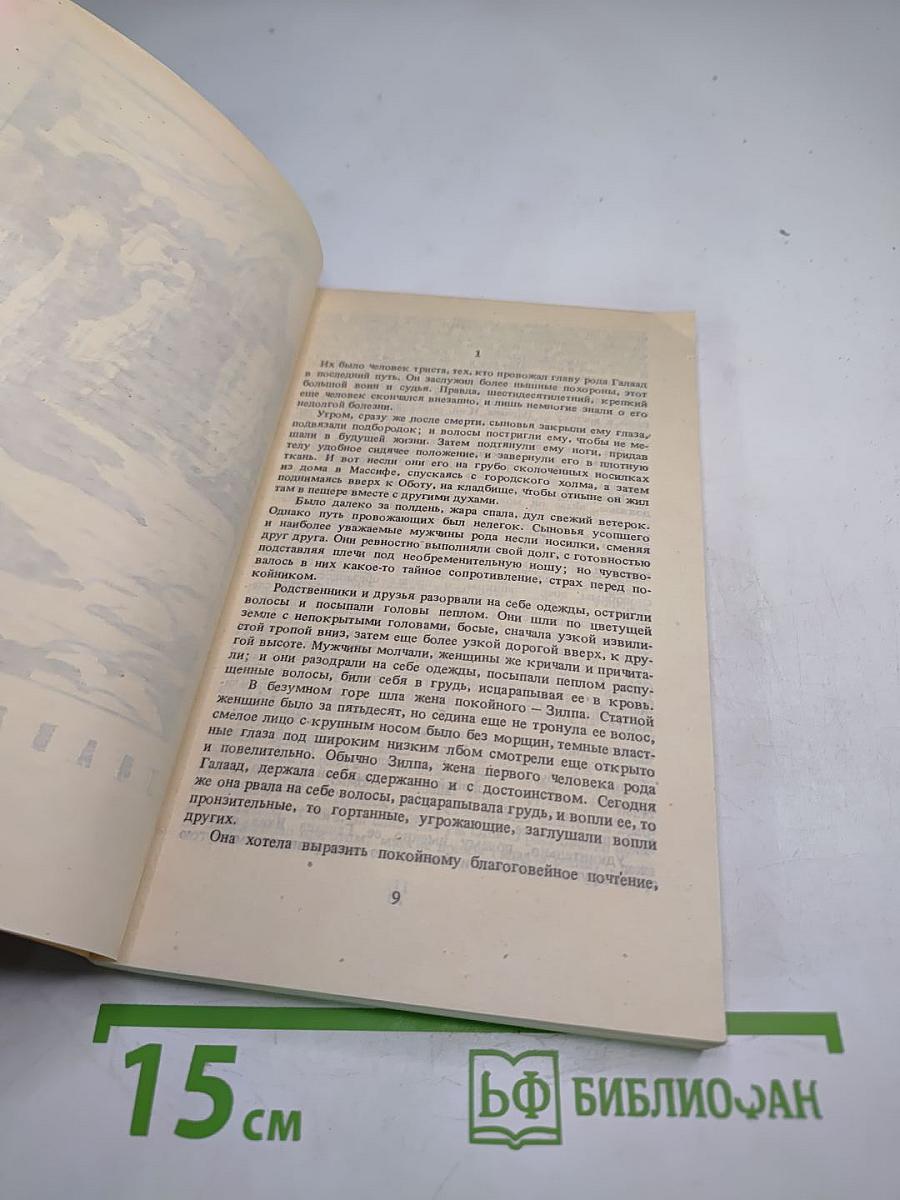 1
Их было человек триста, тех, кто провожал главу рода Галаад
в последний путь. Он заслужил более пышные похороны, этот
большой воин и судья. Правда, шестидесятилетний, крепкий
еще человек скончался внезапно, и лишь немногие знали о его
недолгой болезни.
Утром, сразу же после смерти, сыновья закрыли ему глаза,
подвязали подбородок; и волосы постригли ему, чтобы не ме-
шали в будущей жизни. Затем подтянули ему ноги, придав
телу удобное сидячее положение, и завернули его в плотную
ткань. И вот несли они его на грубо сколоченных носилках
из дома в Массифе, спускаясь с городского холма, а затем
поднимаясь вверх к Оботу, на кладбище, чтобы отныне он жил
там в пещере вместе с другими духами.
Было далеко за полдень, жара спала, дул свежий ветерок.
Однако путь провожающих был нелегок. Сыновья усопшего
и наиболее уважаемые мужчины рода несли носилки, сменяя
друг друга. Они ревностно выполняли свой долг, с готовностью
подставляя плечи под необременительную ношу; но чувство-
валось в них какое-то тайное сопротивление, страх перед по-
койником.
Родственники и друзья разорвали на себе одежды, остригли
волосы и посыпали головы пеплом. Они шли по цветущей
земле с непокрытыми головами, босые, сначала узкой извили-
стой тропой вниз, затем еще более узкой дорогой вверх, к дру-
гой высоте. Мужчины молчали, женщины же кричали и причита-
ли; и они разодрали на себе одежды, посыпали пеплом распу-
щенные волосы, били себя в грудь, исцарапывая ее в кровь.
В безумном горе шла жена покойного — Зилпа. Статной
женщине было за пятьдесят, но седина еще не тронула ее волос,
смелое лицо с крупным носом было без морщин, темные власт-
ные глаза под широким низким лбом смотрели еще открыто
и повелительно. Обычно Зилпа, жена первого человека рода
Галаад, держала себя сдержанно и с достоинством. Сегодня
же она рвала на себе волосы, расцарапывала грудь, и вопли ее, то
пронзительные, то гортанные, угрожающие, заглушали вопли
других.
Она хотела выразить покойному благоговейное почтение,
9
15 см
БФ БИБЛИОФАН